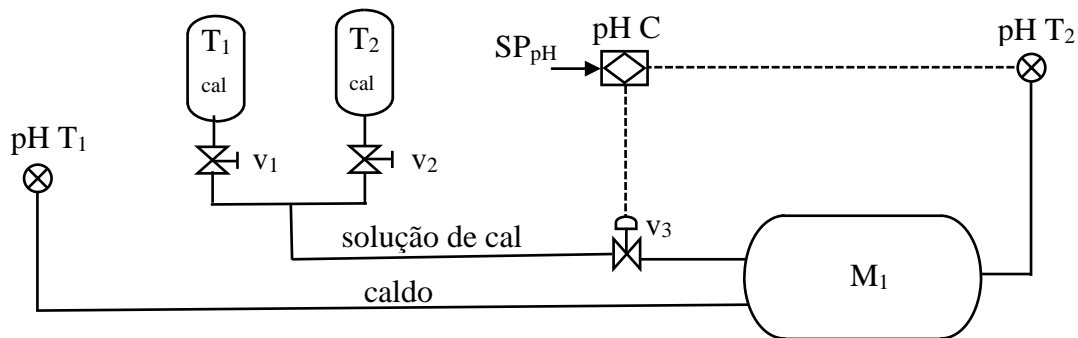 T₁
cal
T₂
cal
SPpH
pH C
pH T₂
pH T₁
v₁
v₂
v₃
solução de cal
caldo
M₁